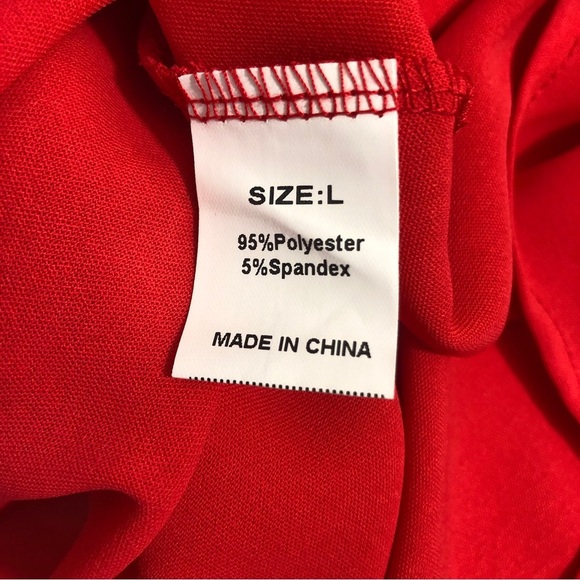 SIZE:L
95%Polyester
5%Spandex
MADE IN CHINA